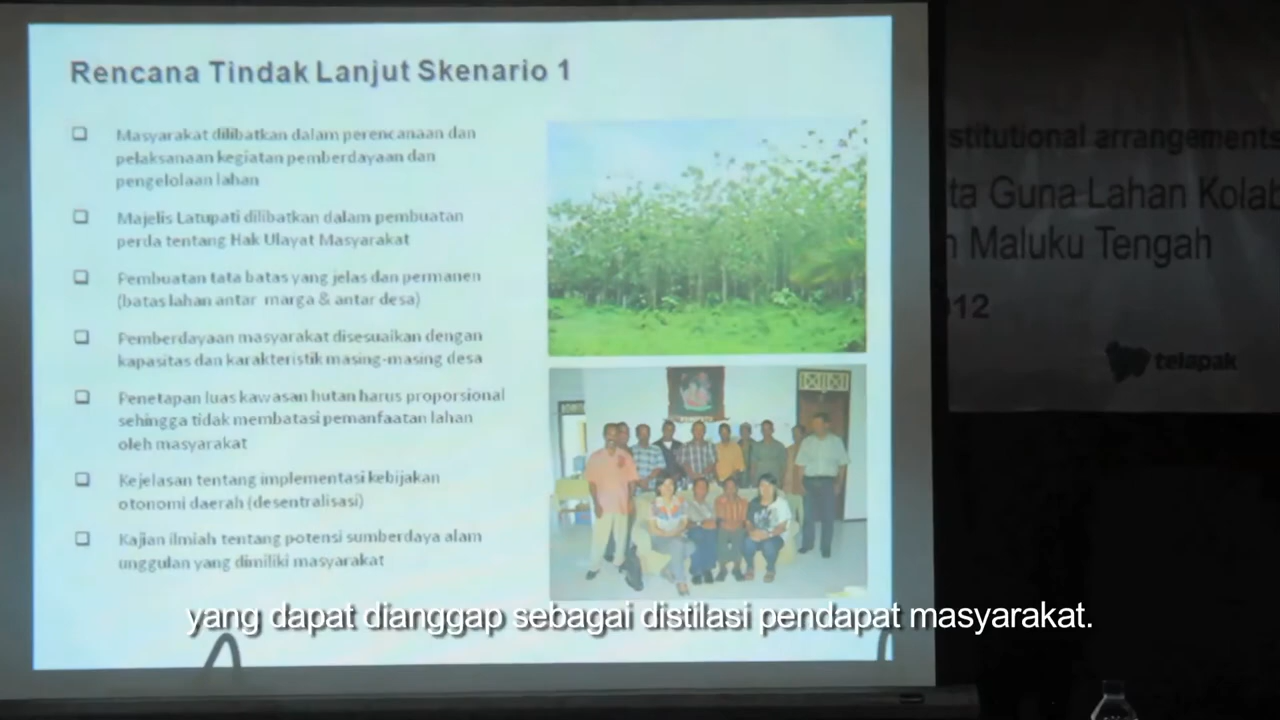 Rencana Tindak Lanjut Skenario 1
Masyarakat dilibatkan dalam perencanaan dan
pelaksanaan kegiatan pemberdayaan dan
pengelolaan lahan
Majelis Latupati dilibatkan dalam pembuatan
perda tentang Hak Ulayat Masyarakat
Pembuatan tata batas yang jelas dan permanen
(batas lahan antar marga & antar desa)
Pemberdayaan masyarakat disesuaikan dengan
kapasitas dan karakteristik masing-masing desa
Penetapan luas kawasan hutan harus proporsional
sehingga tidak membatasi pemanfaatan lahan
oleh masyarakat
Kejelasan tentang implementasi kebijakan
otonomi daerah (desentralisasi)
Kajian ilmiah tentang potensi sumberdaya alam
unggulan yang dimiliki masyarakat
stitutional arrangements
ta Guna Lahan Kolab
n Maluku Tengah
12
telapak
yang dapat dianggap sebagai distilasi pendapat masyarakat.